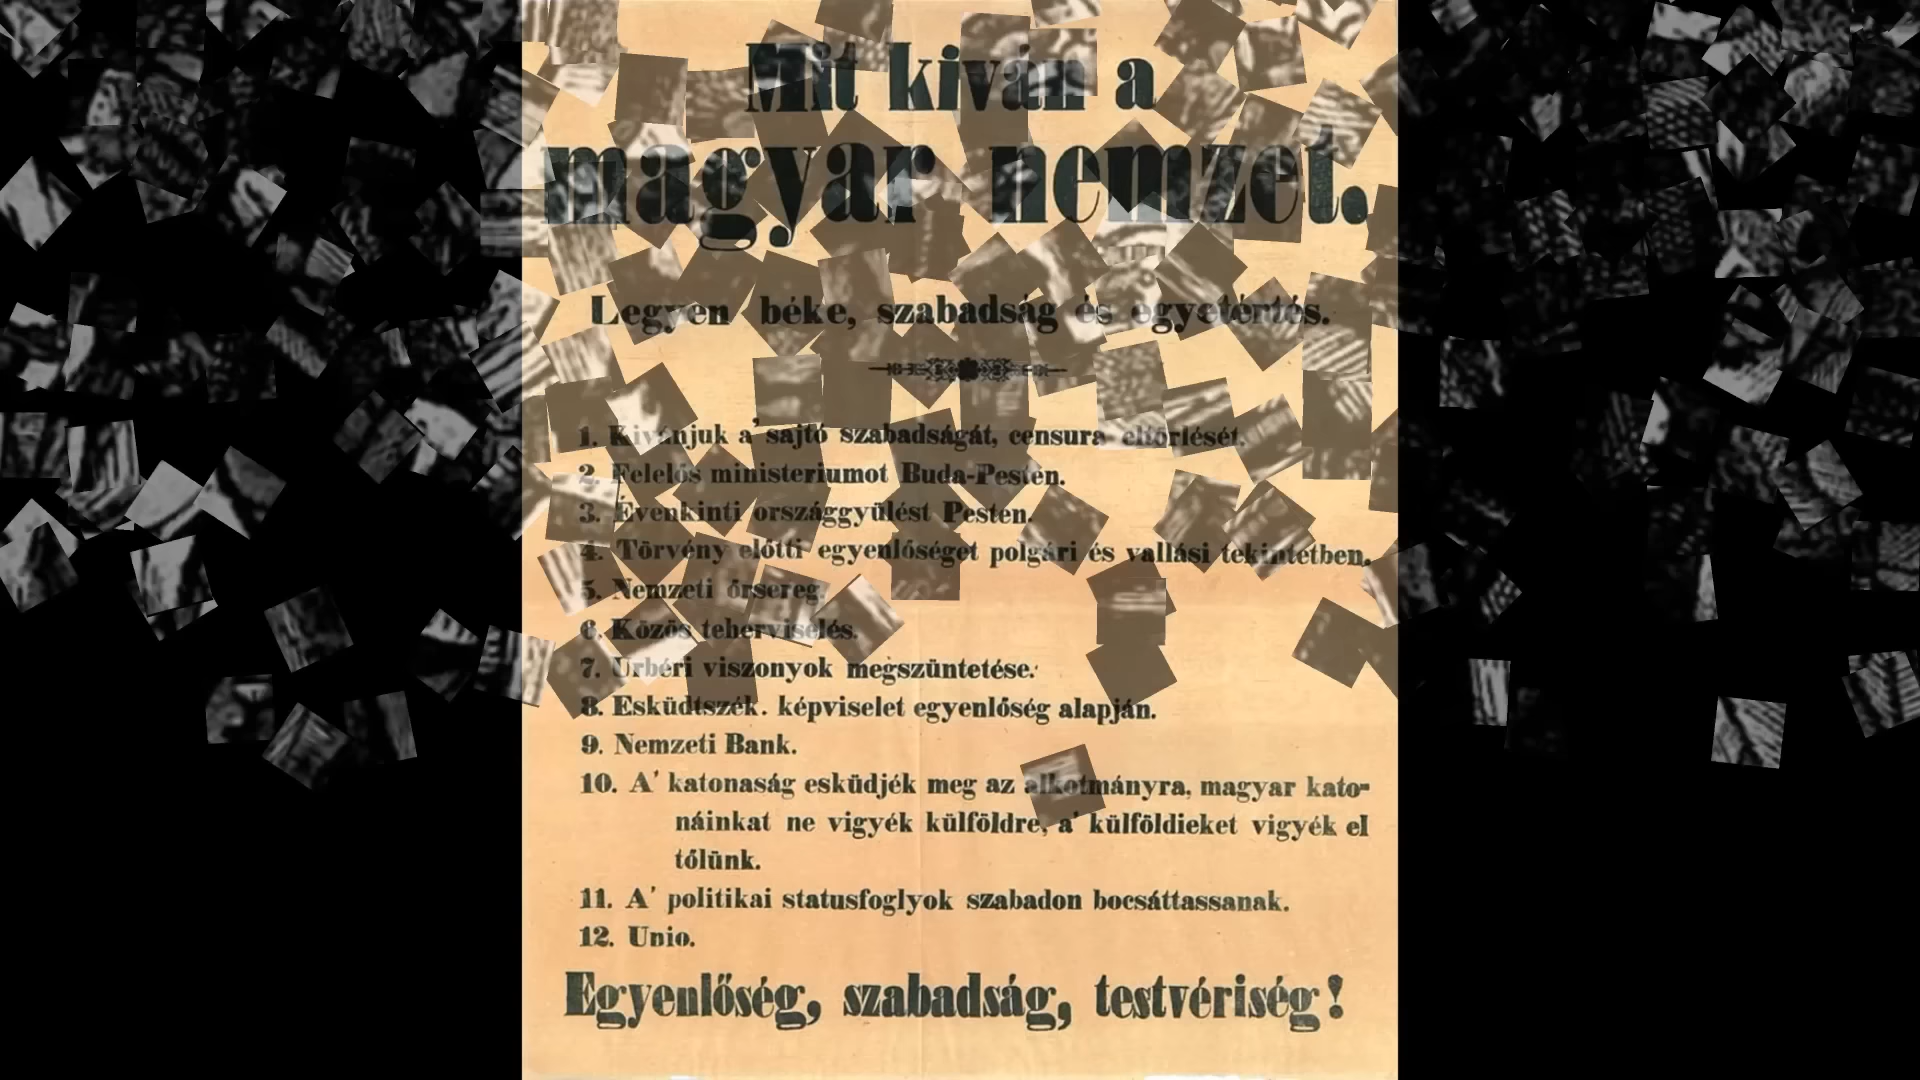 Mit kiván a
magyar nemzet.
Legyen béke, szabadság és egyetértés.
1. Kivánjuk a' sajtó szabadságát, censura eltörlését.
2. Felelős ministeriumot Buda-Pesten.
3. Évenkinti országgyülést Pesten.
4. Törvény előtti egyenlőséget polgári és vallási tekintetben.
5. Nemzeti őrsereg.
6. Közös teherviselés.
7. Urbéri viszonyok megszüntetése.
8. Esküdtszék. képviselet egyenlőség alapján.
9. Nemzeti Bank.
10. A' katonaság esküdjék meg az alkotmányra, magyar kato-
náinkat ne vigyék külföldre, a' külföldieket vigyék el
tőlünk.
11. A' politikai statusfoglyok szabadon bocsáttassanak.
12. Unio.
Egyenlőség, szabadság, testvériség!